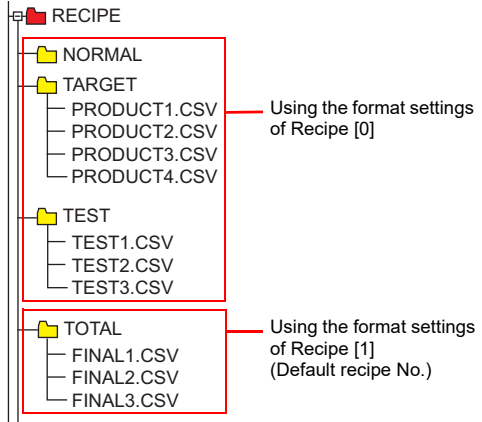 RECIPE
NORMAL
TARGET
PRODUCT1.CSV
PRODUCT2.CSV
PRODUCT3.CSV
PRODUCT4.CSV
Using the format settings
of Recipe [0]
TEST
TEST1.CSV
TEST2.CSV
TEST3.CSV
TOTAL
FINAL1.CSV
FINAL2.CSV
FINAL3.CSV
Using the format settings
of Recipe [1]
(Default recipe No.)